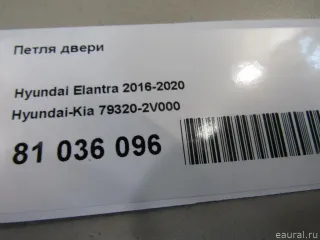 Петля двери
Hyundai Elantra 2016-2020
Hyundai-Kia 79320-2V000
81 036 096
eaural.ru